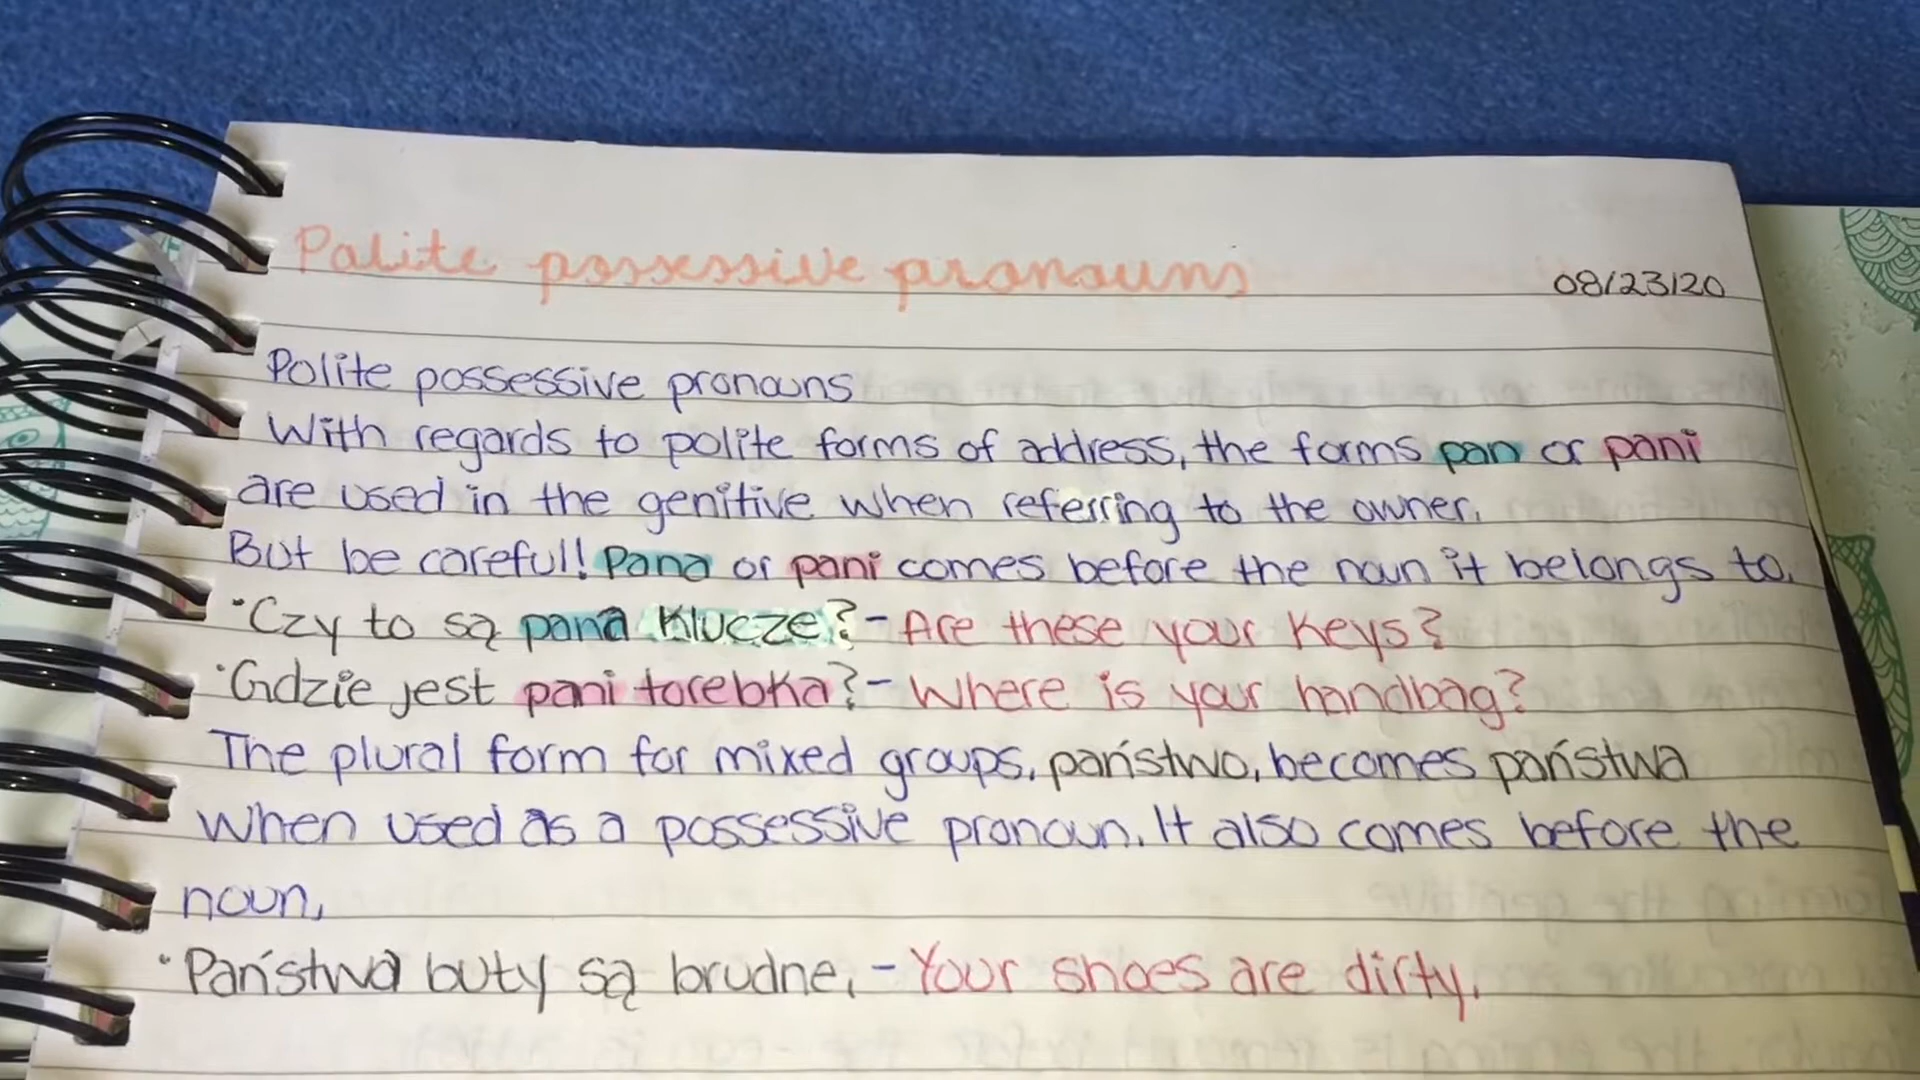 Polite possessive pronouns
08/23/20
Polite possessive pronouns
With regards to polite forms of address, the forms pan or pani
are used in the genitive when referring to the owner.
But be careful! Pana or pani comes before the noun it belongs to.
•Czy to są pana klucze? - Are these your keys?
•Gdzie jest pani torebka? - Where is your handbag?
The plural form for mixed groups, państwo, becomes państwa
when used as a possessive pronoun. It also comes before the
noun.
•Państwa buty są brudne. - Your shoes are dirty.